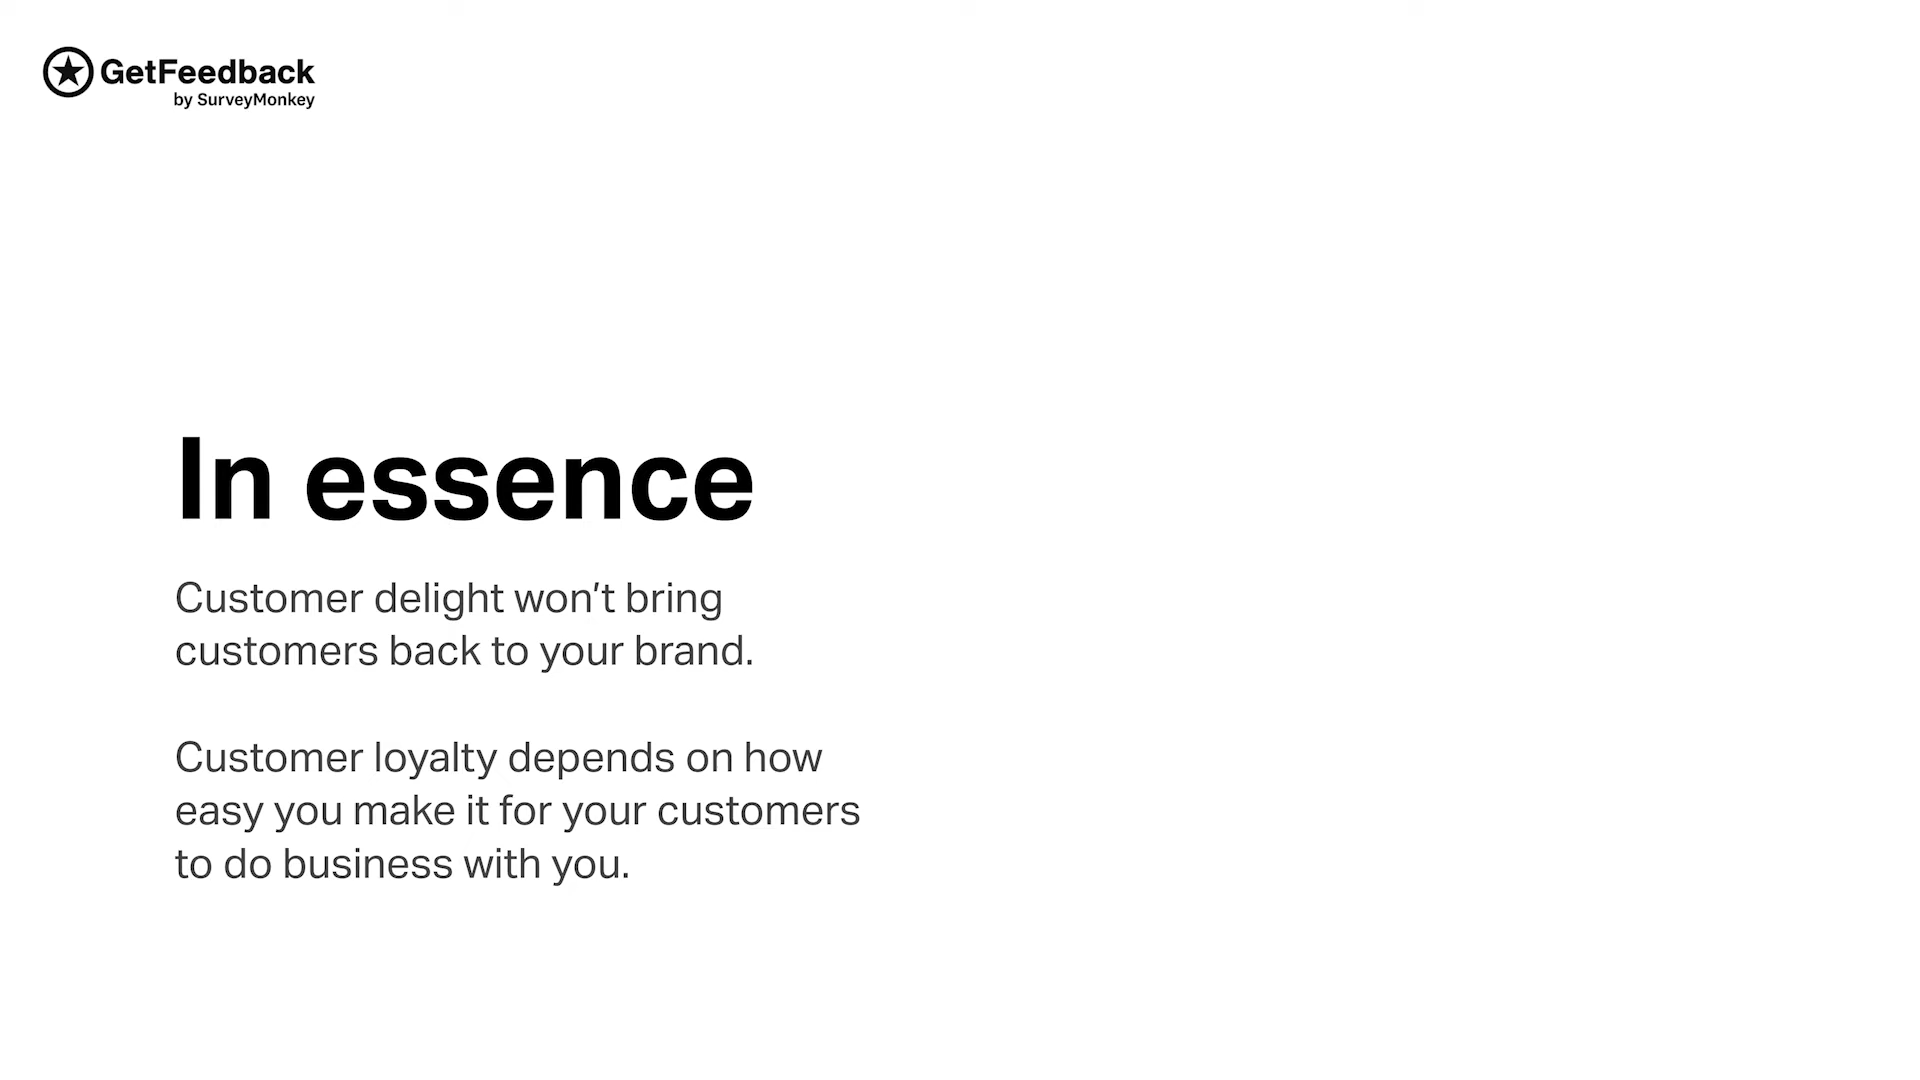 GetFeedback
by SurveyMonkey
In essence
Customer delight won’t bring
customers back to your brand.
Customer loyalty depends on how
easy you make it for your customers
to do business with you.